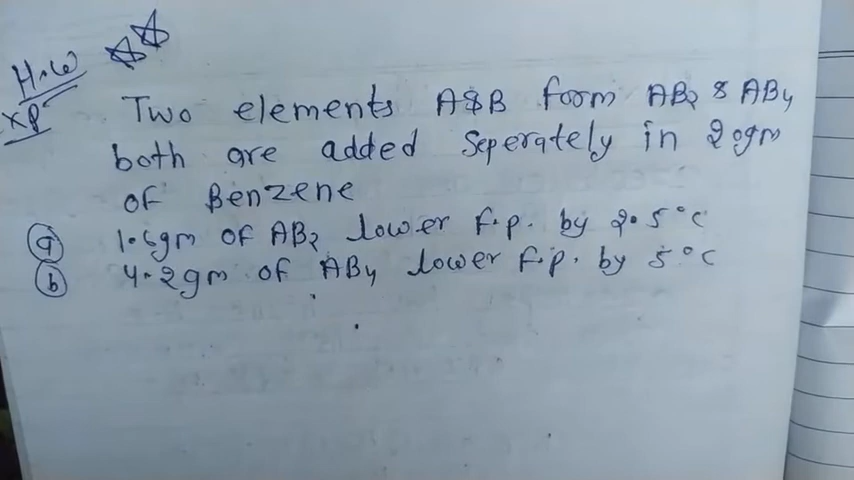 H.W
XP
Two elements A&B form AB2 & AB4
both are added Seperately in 20gm
of Benzene
(a) 1.6gm of AB2 lower f.p. by 2.5°C
(b) 4.2gm of AB4 lower f.p. by 5°C